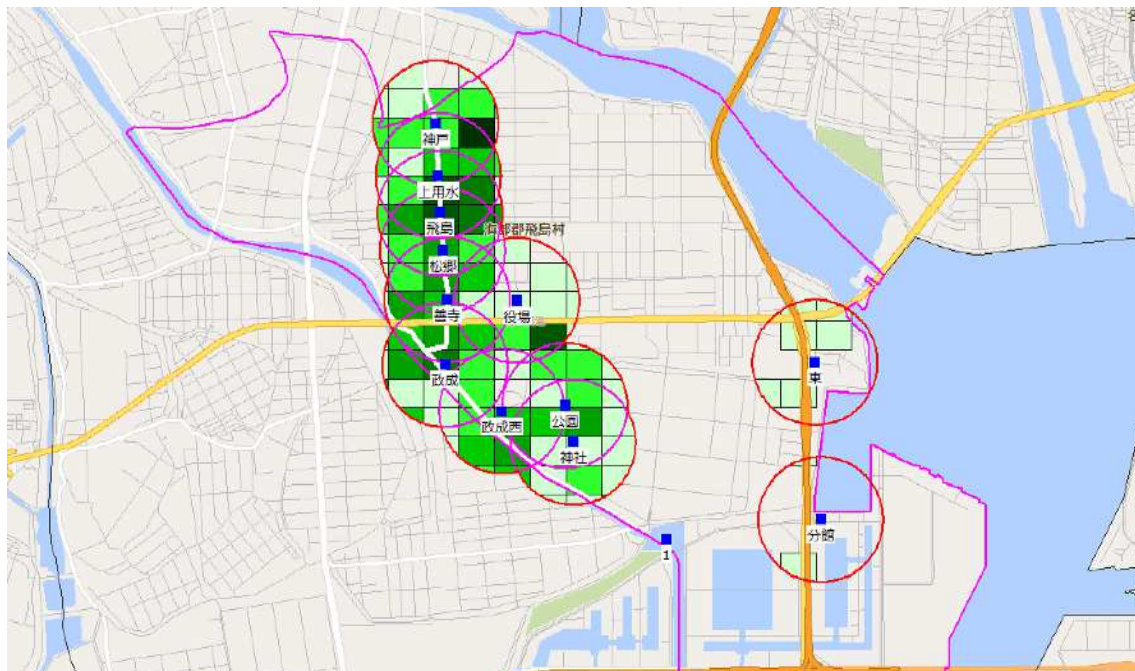 神戸
上用水
飛島
海部郡飛島村
松郷
善寺
役場
東
政成
政成西
公園
神社
分館
1